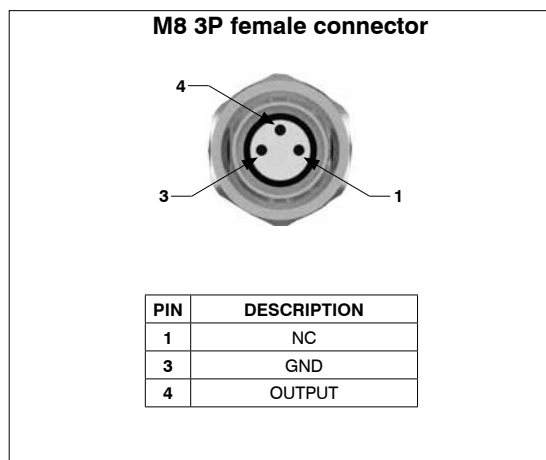 M8 3P female connector
4
3
1
PIN DESCRIPTION
1 NC
3 GND
4 OUTPUT